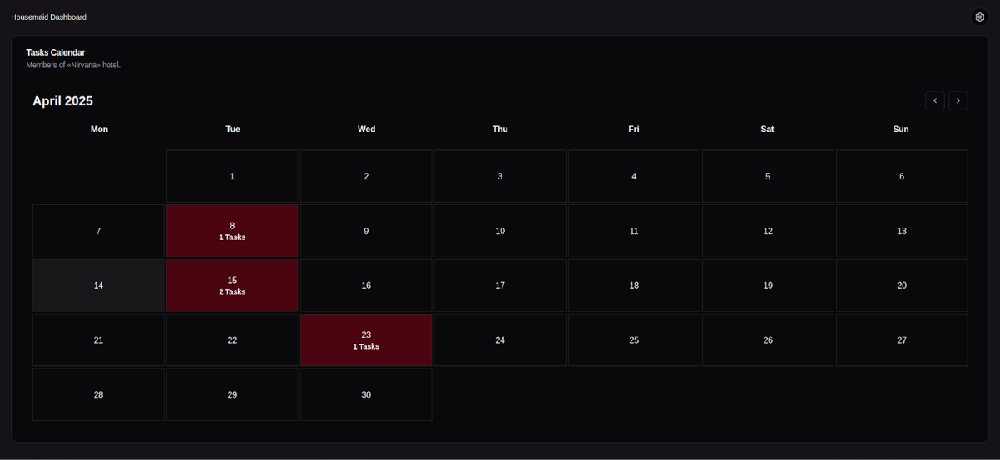 Housemaid Dashboard
Tasks Calendar
Members of «Nirvana» hotel.
April 2025
Mon Tue Wed Thu Fri Sat Sun
1 2 3 4 5 6
7 8 9 10 11 12 13
1 Tasks
14 15 16 17 18 19 20
2 Tasks
21 22 23 24 25 26 27
1 Tasks
28 29 30